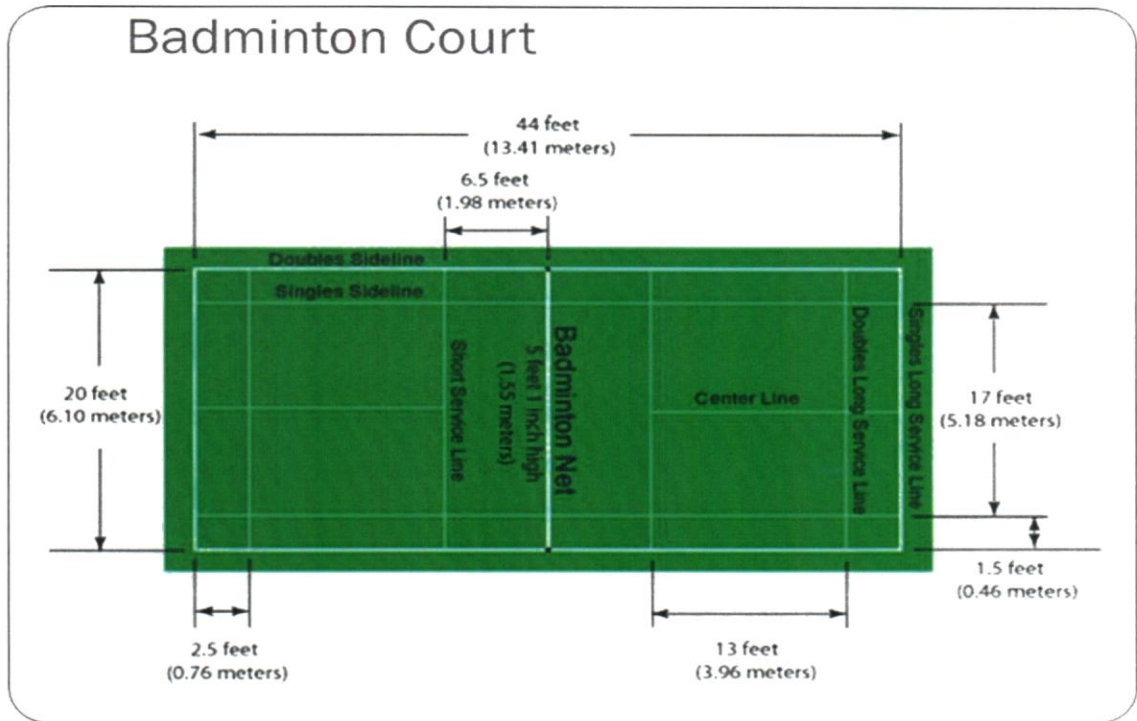 Badminton Court
44 feet
(13.41 meters)
6.5 feet
(1.98 meters)
Doubles Sideline
Singles Sideline
20 feet
(6.10 meters)
Short Service Line
5 feet 1 inch high
(1.55 meters)
Badminton Net
Center Line
Doubles Long Service Line
Singles Long Service Line
17 feet
(5.18 meters)
1.5 feet
(0.46 meters)
2.5 feet
(0.76 meters)
13 feet
(3.96 meters)